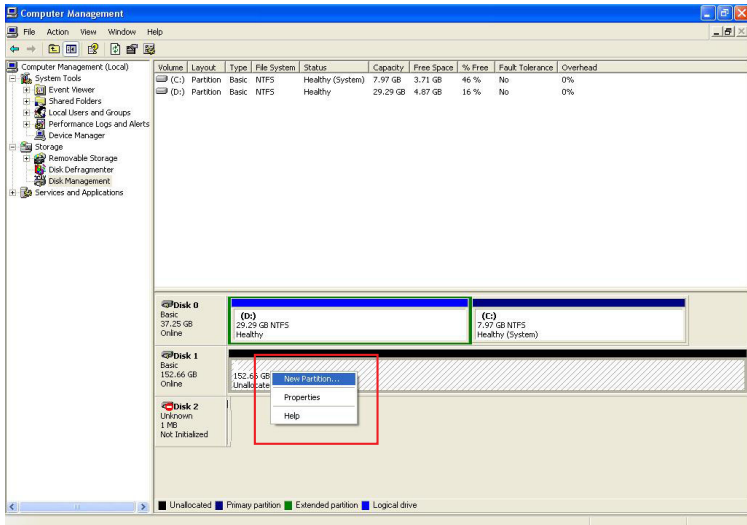 Computer Management
File Action View Window Help
Computer Management (Local)
System Tools
Event Viewer
Shared Folders
Local Users and Groups
Performance Logs and Alerts
Device Manager
Storage
Removable Storage
Disk Defragmenter
Disk Management
Services and Applications
Volume Layout Type File System Status Capacity Free Space % Free Fault Tolerance Overhead
(C:) Partition Basic NTFS Healthy (System) 7.97 GB 3.71 GB 46 % No 0%
(D:) Partition Basic NTFS Healthy 29.29 GB 4.87 GB 16 % No 0%
Disk 0
Basic
37.25 GB
Online
(D:)
29.29 GB NTFS
Healthy
(C:)
7.97 GB NTFS
Healthy (System)
Disk 1
Basic
152.66 GB
Online
152.66 GB
Unallocate
New Partition...
Properties
Help
Disk 2
Unknown
1 MB
Not Initialized
Unallocated Primary partition Extended partition Logical drive